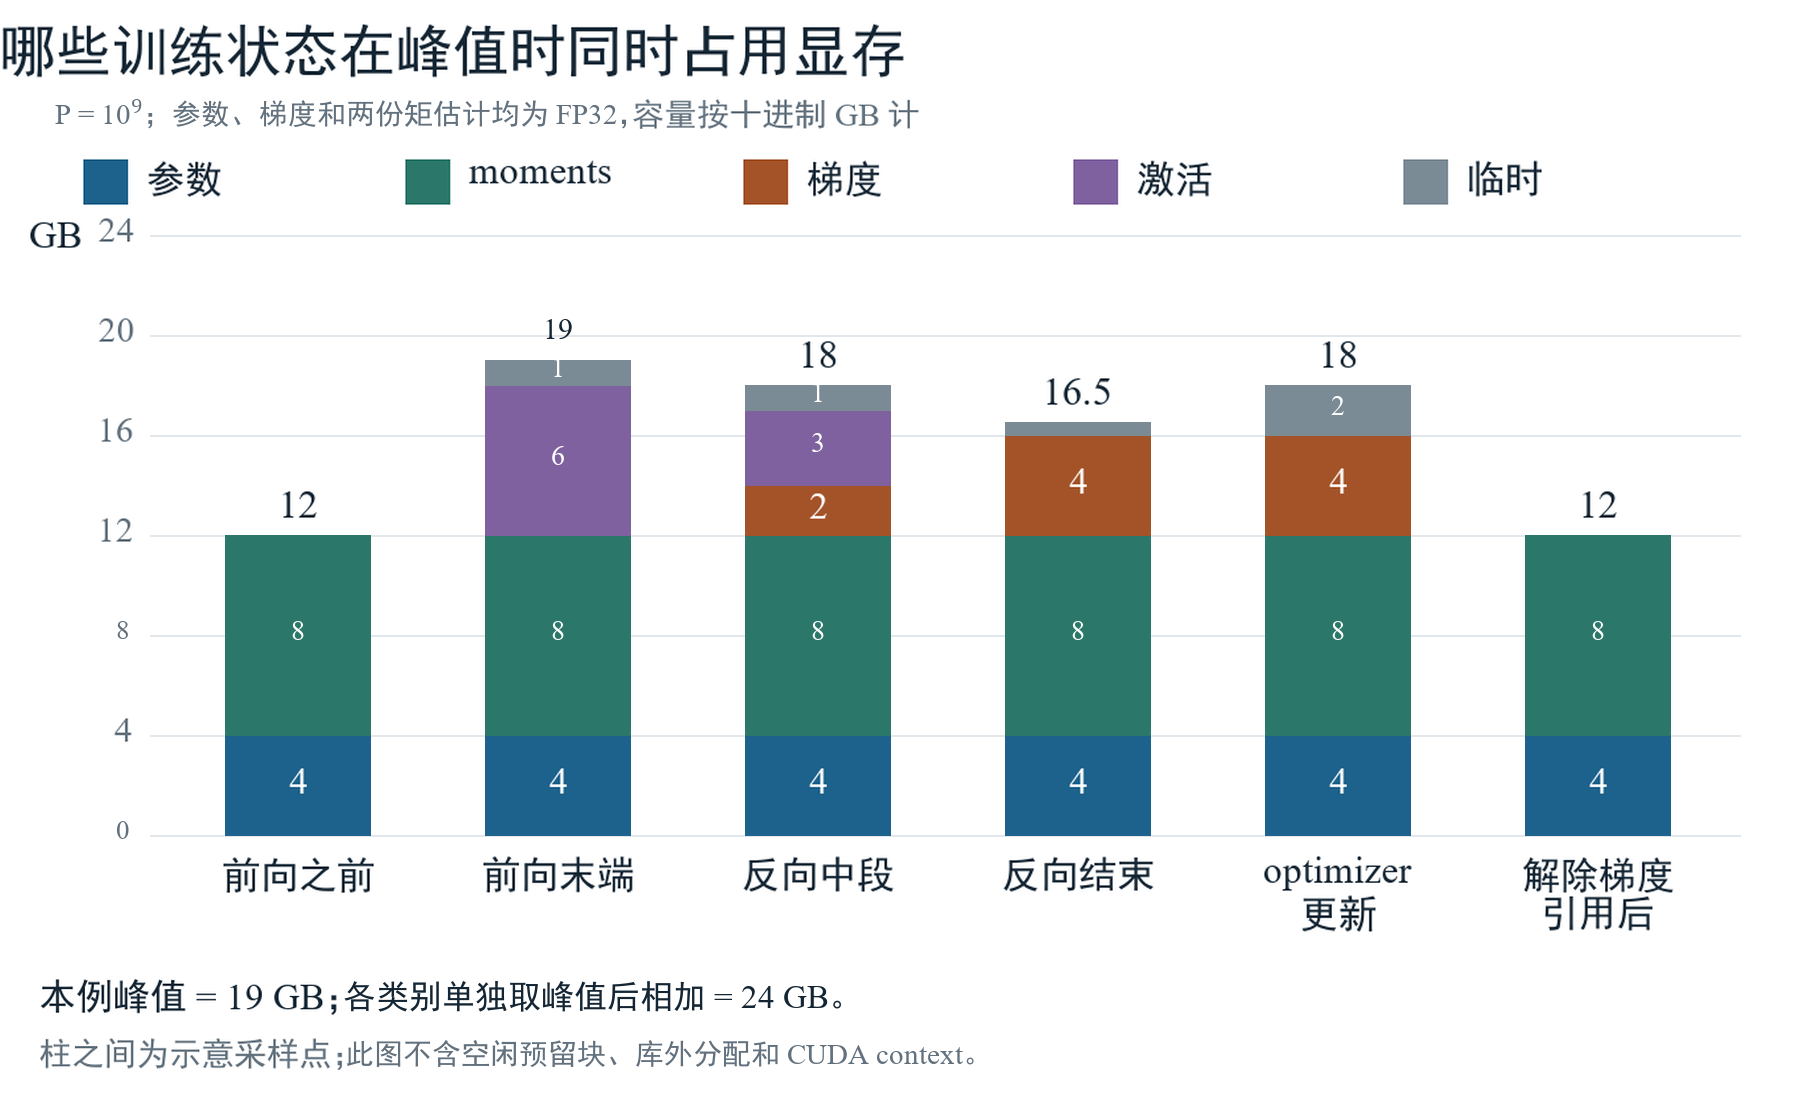 哪些训练状态在峰值时同时占用显存
P = 10⁹；参数、梯度和两份矩估计均为 FP32,容量按十进制 GB 计
参数 moments 梯度 激活 临时
GB
24
20
16
12
8
4
0
12
8
4
19
1
6
8
4
18
1
3
2
8
4
16.5
4
8
4
18
2
4
8
4
12
8
4
前向之前
前向末端
反向中段
反向结束
optimizer
更新
解除梯度
引用后
本例峰值 = 19 GB;各类别单独取峰值后相加 = 24 GB。
柱之间为示意采样点;此图不含空闲预留块、库外分配和 CUDA context。